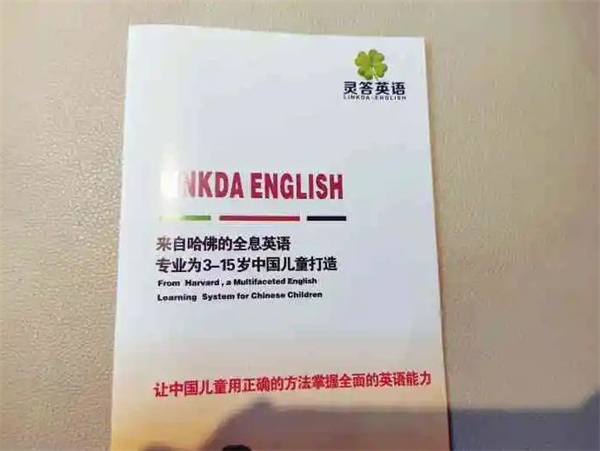 灵答英语
LINKDA·ENGLISH
LINKDA ENGLISH
来自哈佛的全息英语
专业为3-15岁中国儿童打造
From Harvard, a Multifaceted English
Learning System for Chinese Children
让中国儿童用正确的方法掌握全面的英语能力